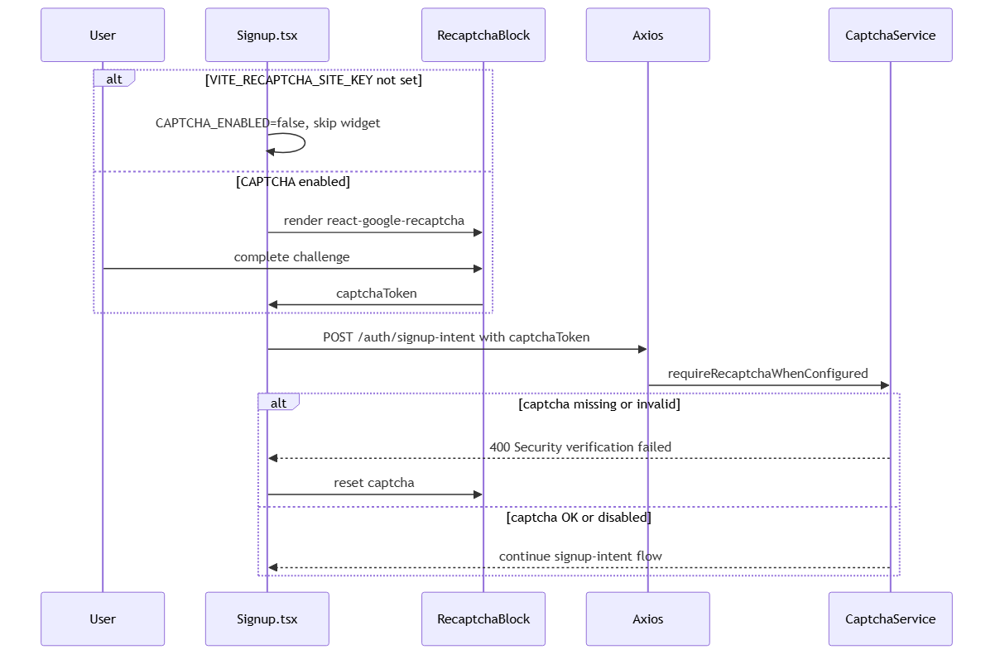 User
Signup.tsx
RecaptchaBlock
Axios
CaptchaService
alt
[VITE_RECAPTCHA_SITE_KEY not set]
CAPTCHA_ENABLED=false, skip widget
[CAPTCHA enabled]
render react-google-recaptcha
complete challenge
captchaToken
POST /auth/signup-intent with captchaToken
requireRecaptchaWhenConfigured
alt
[captcha missing or invalid]
400 Security verification failed
reset captcha
[captcha OK or disabled]
continue signup-intent flow
User
Signup.tsx
RecaptchaBlock
Axios
CaptchaService